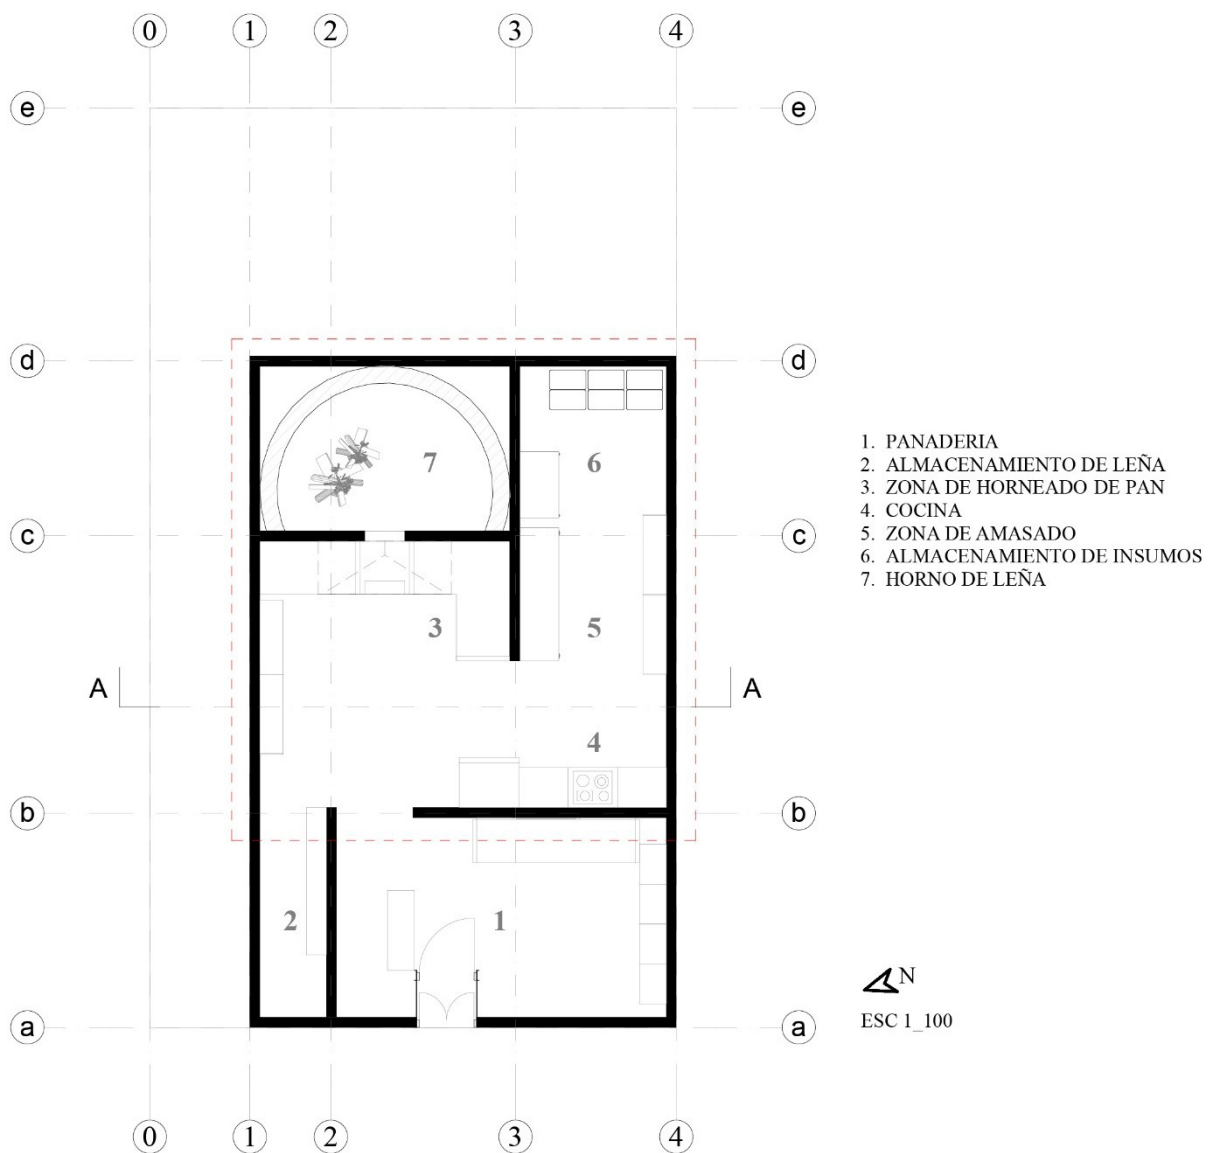 0 1 2 3 4
e e
d d
7 6
c c
3 5
A A
4
b b
2 1
a a
0 1 2 3 4
1. PANADERIA
2. ALMACENAMIENTO DE LEÑA
3. ZONA DE HORNEADO DE PAN
4. COCINA
5. ZONA DE AMASADO
6. ALMACENAMIENTO DE INSUMOS
7. HORNO DE LEÑA
N
ESC 1_100